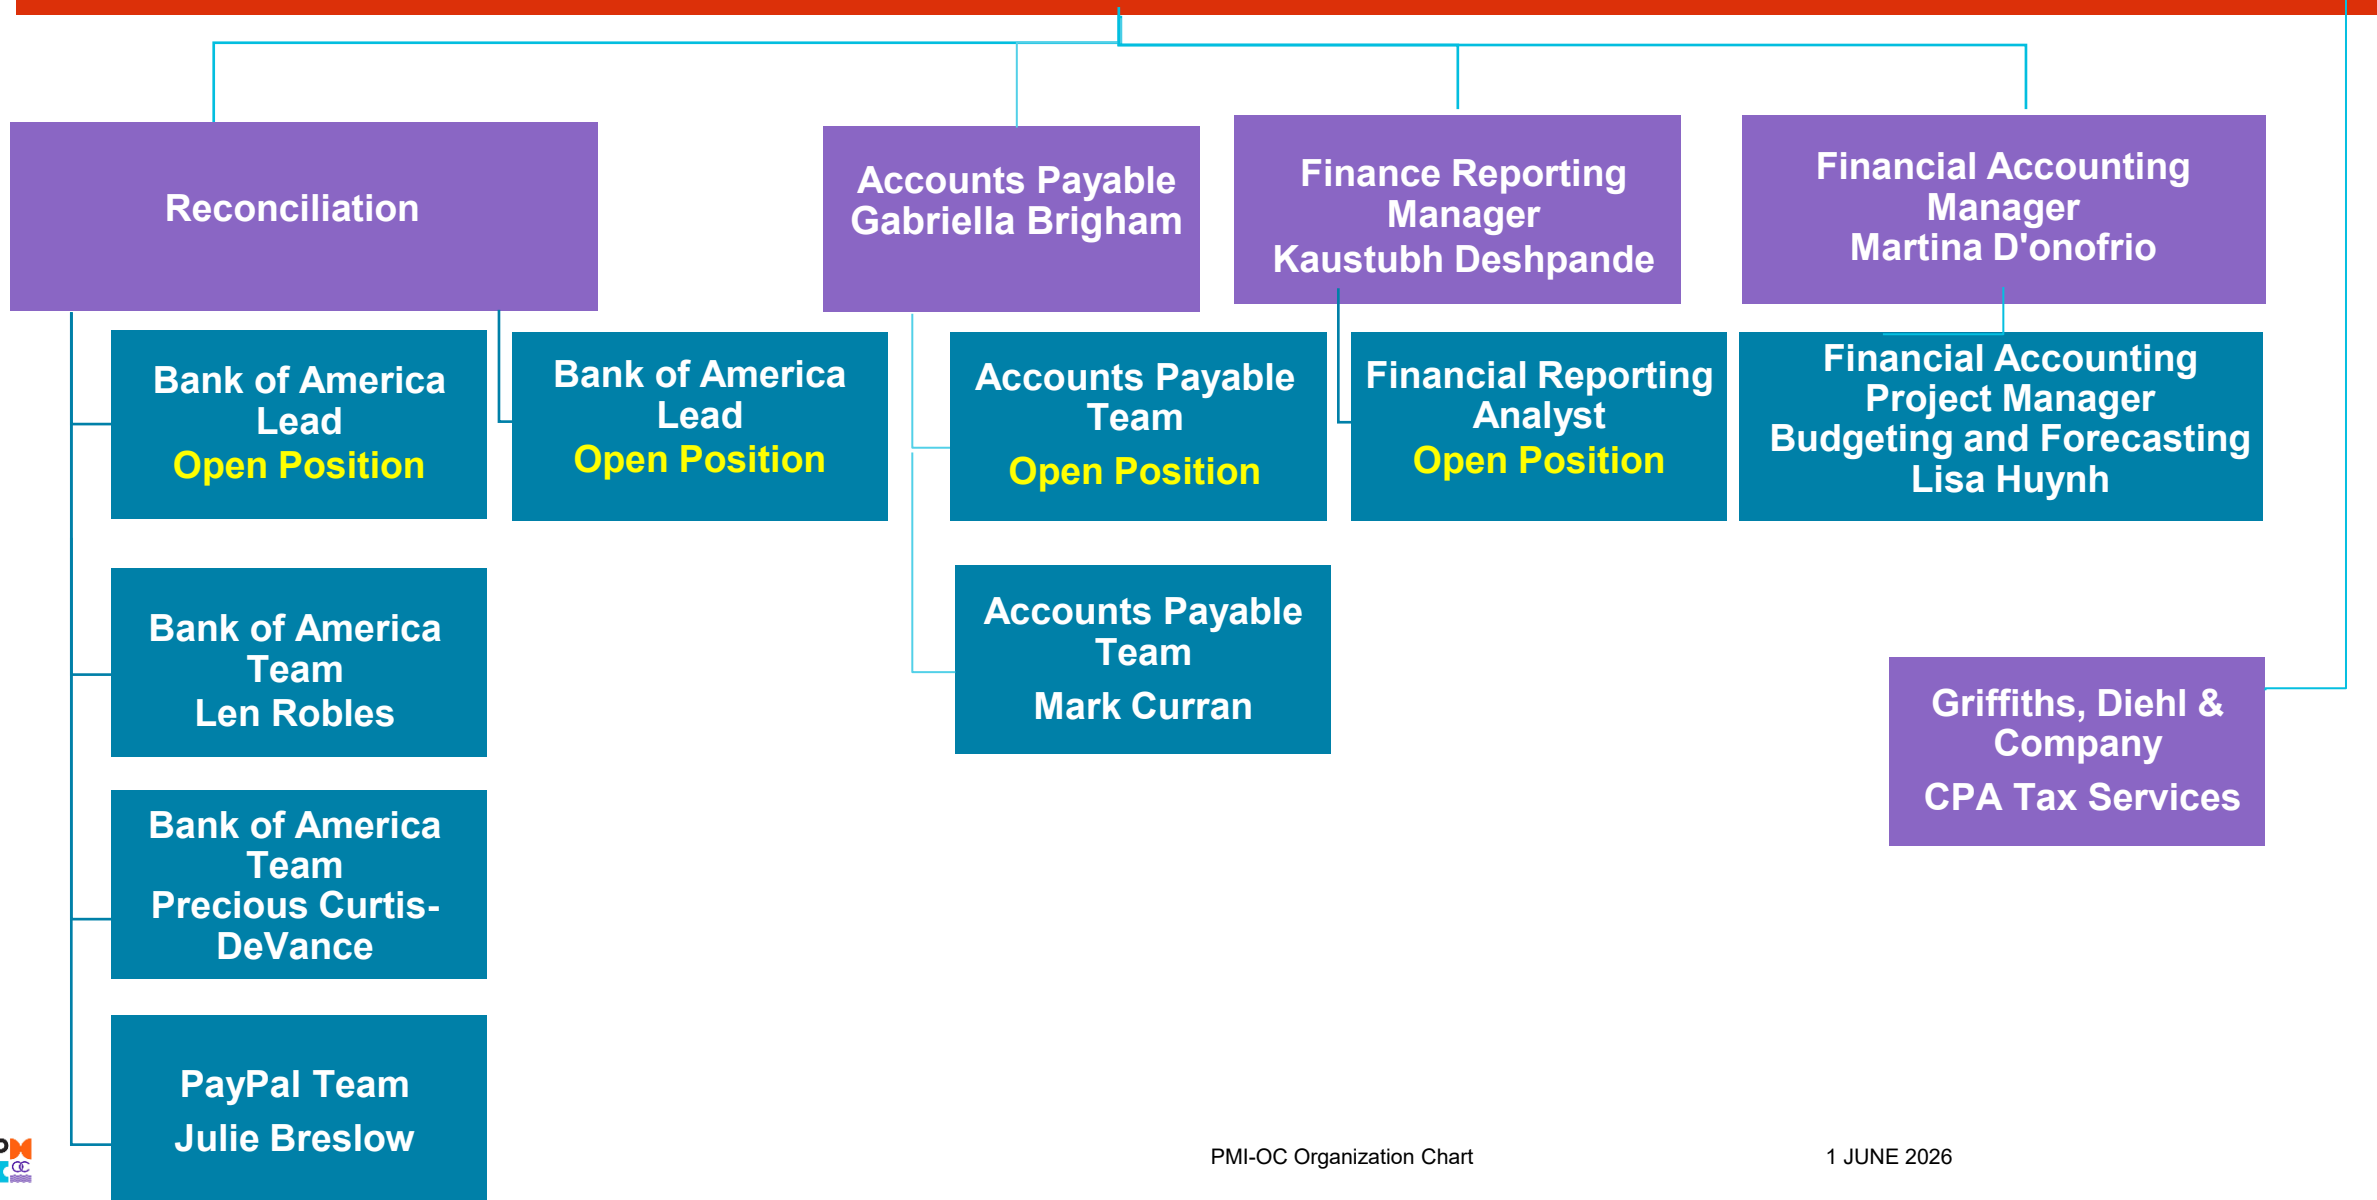 Reconciliation
Accounts Payable
Gabriella Brigham
Finance Reporting
Manager
Kaustubh Deshpande
Financial Accounting
Manager
Martina D'onofrio
Bank of America
Lead
Open Position
Bank of America
Lead
Open Position
Accounts Payable
Team
Open Position
Financial Reporting
Analyst
Open Position
Financial Accounting
Project Manager
Budgeting and Forecasting
Lisa Huynh
Bank of America
Team
Len Robles
Accounts Payable
Team
Mark Curran
Griffiths, Diehl &
Company
CPA Tax Services
Bank of America
Team
Precious Curtis-
DeVance
PayPal Team
Julie Breslow
OC
PMI-OC Organization Chart
1 JUNE 2026